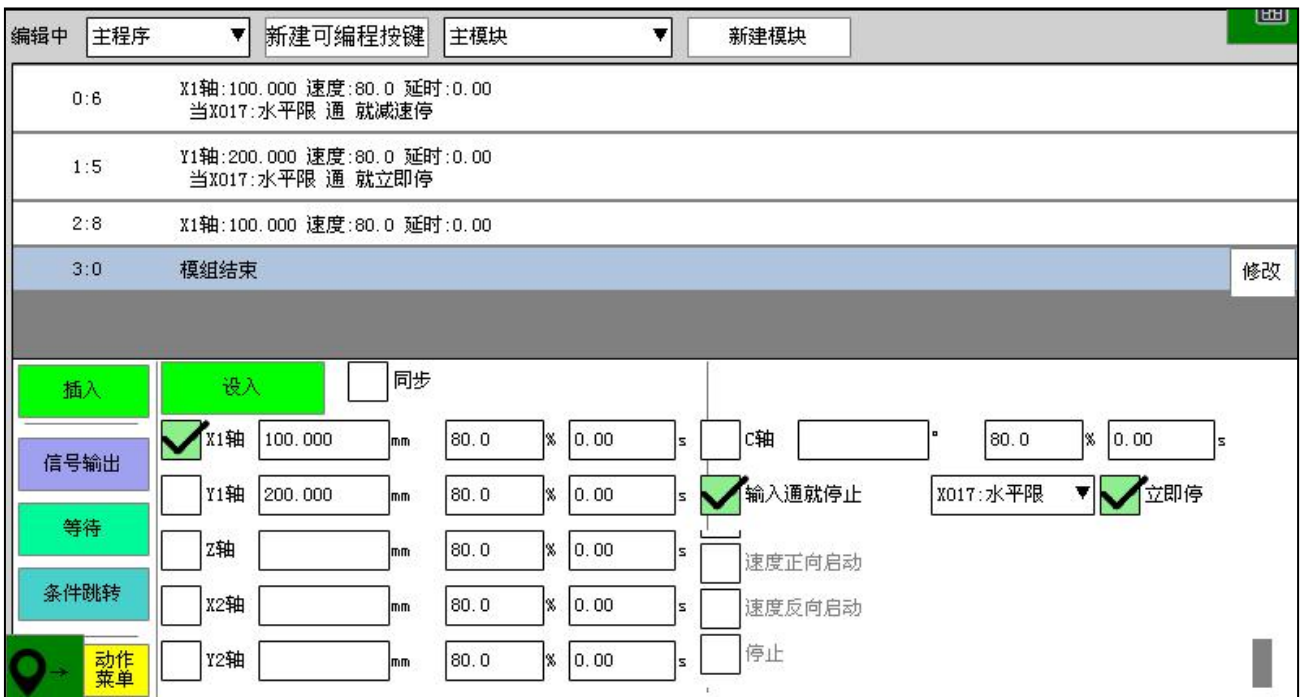 编辑中 主程序 ▼ 新建可编程按键 主模块 ▼ 新建模块
0:6 X1轴:100.000 速度:80.0 延时:0.00
当X017:水平限 通 就减速停
1:5 Y1轴:200.000 速度:80.0 延时:0.00
当X017:水平限 通 就立即停
2:8 X1轴:100.000 速度:80.0 延时:0.00
3:0 模组结束 修改
插入 设入 同步
X1轴 100.000 mm 80.0 % 0.00 s C轴 ° 80.0 % 0.00 s
信号输出
Y1轴 200.000 mm 80.0 % 0.00 s 输入通就停止 X017:水平限 ▼ 立即停
等待
Z轴 mm 80.0 % 0.00 s 速度正向启动
条件跳转
X2轴 mm 80.0 % 0.00 s 速度反向启动
动作
菜单
Y2轴 mm 80.0 % 0.00 s 停止